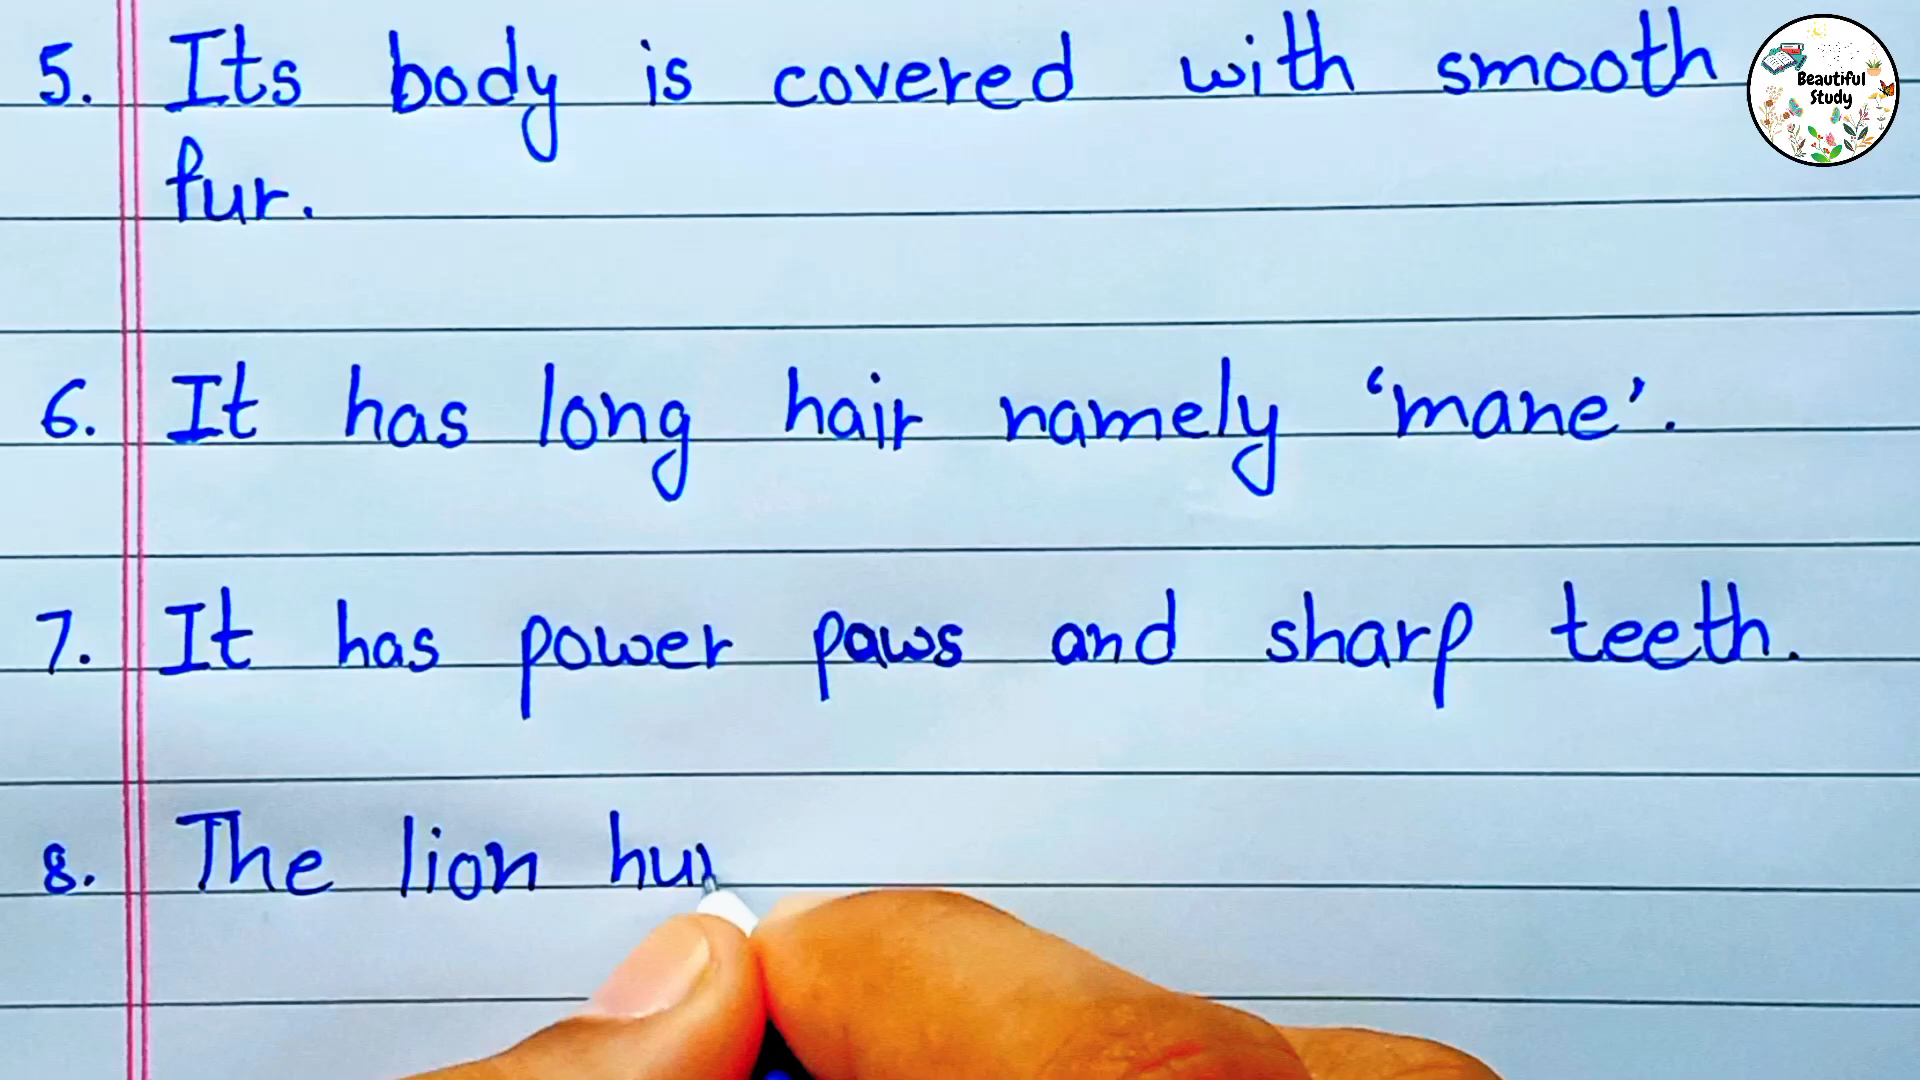 5. Its body is covered with smooth
fur.
6. It has long hair namely 'mane'.
7. It has power paws and sharp teeth.
8. The lion
Beautiful
Study